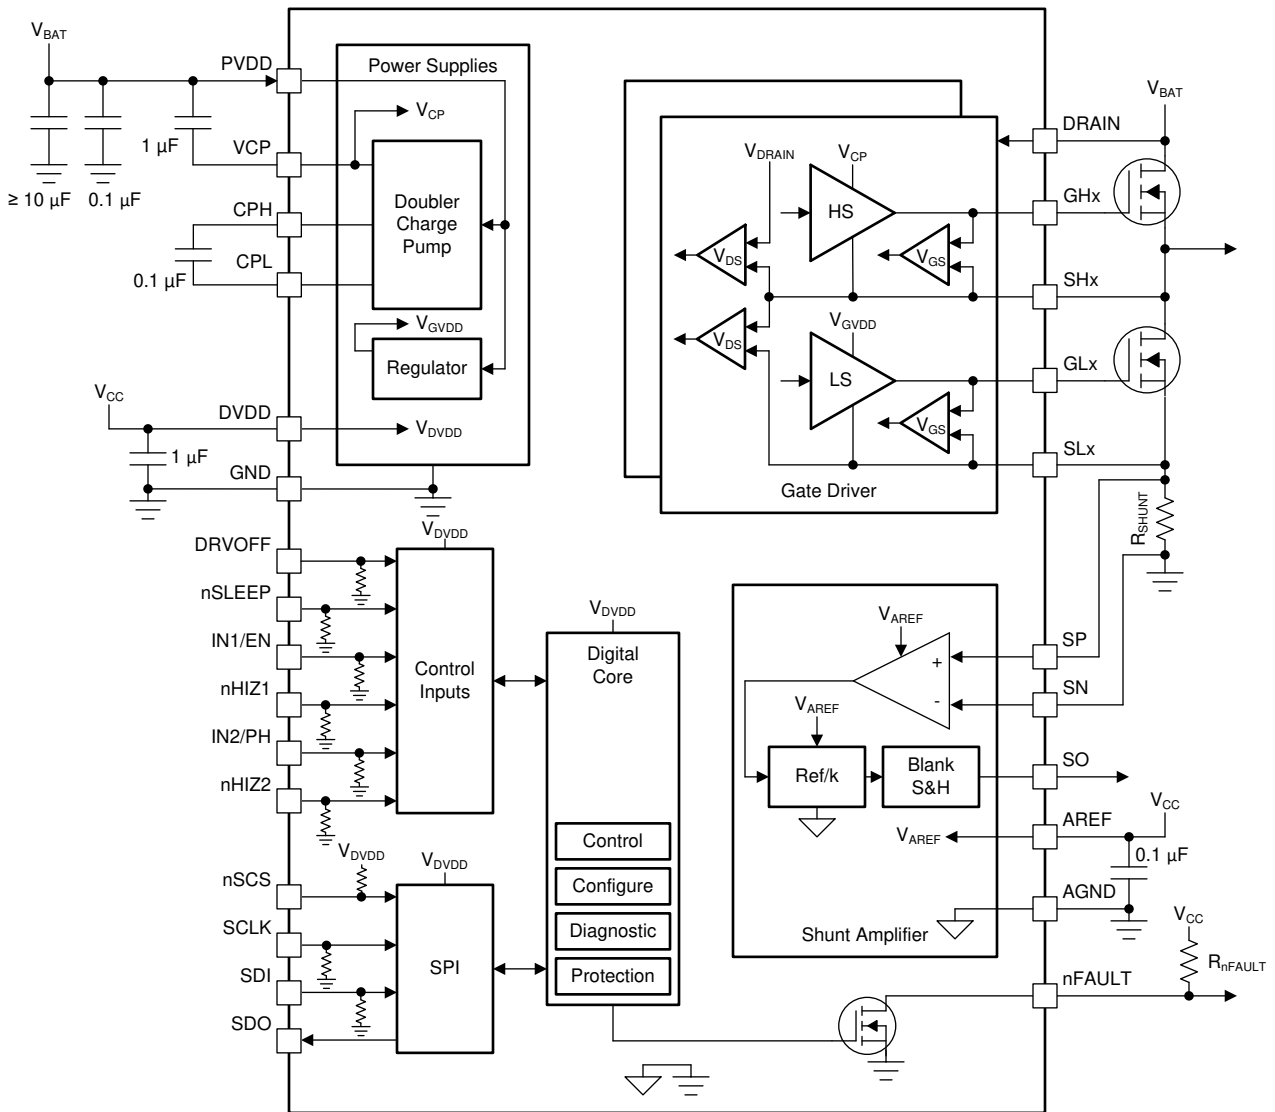 VBAT
PVDD
1 µF
VCP
≥ 10 µF
0.1 µF
CPH
CPL
0.1 µF
VCC
DVDD
1 µF
GND
Power Supplies
VCP
Doubler
Charge
Pump
VGVDD
Regulator
VDVDD
DRVOFF
nSLEEP
IN1/EN
nHIZ1
IN2/PH
nHIZ2
VDVDD
Control
Inputs
nSCS
SCLK
SDI
SDO
VDVDD
VDVDD
SPI
VDVDD
Digital
Core
Control
Configure
Diagnostic
Protection
VDRAIN
VCP
HS
VDS
VGS
VDS
VGVDD
LS
VGS
Gate Driver
VBAT
DRAIN
GHx
SHx
GLx
SLx
RSHUNT
VAREF
+
-
VAREF
Ref/k
Blank
S&H
VAREF
Shunt Amplifier
SP
SN
SO
AREF
VCC
0.1 µF
AGND
VCC
nFAULT
RnFAULT